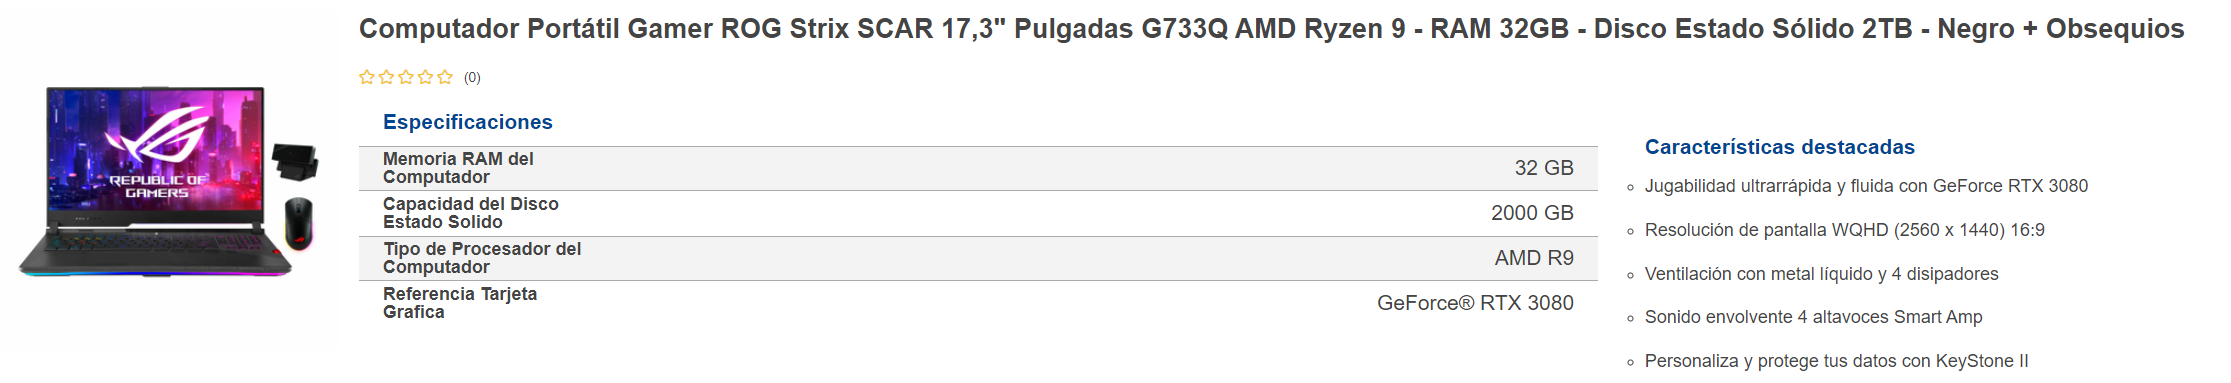 Computador Portátil Gamer ROG Strix SCAR 17,3" Pulgadas G733Q AMD Ryzen 9 - RAM 32GB - Disco Estado Sólido 2TB - Negro + Obsequios
(0)
REPUBLIC OF
GAMERS
Especificaciones
Memoria RAM del
Computador
32 GB
Capacidad del Disco
Estado Solido
2000 GB
Tipo de Procesador del
Computador
AMD R9
Referencia Tarjeta
Grafica
GeForce® RTX 3080
Características destacadas
Jugabilidad ultrarrápida y fluida con GeForce RTX 3080
Resolución de pantalla WQHD (2560 x 1440) 16:9
Ventilación con metal líquido y 4 disipadores
Sonido envolvente 4 altavoces Smart Amp
Personaliza y protege tus datos con KeyStone II